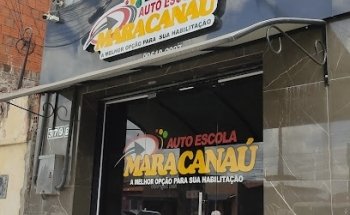 AUTO ESCOLA
MARACANAÚ
A MELHOR OPÇÃO PARA SUA HABILITAÇÃO
AUTO ESCOLA
MARACANAÚ
A MELHOR OPÇÃO PARA SUA HABILITAÇÃO